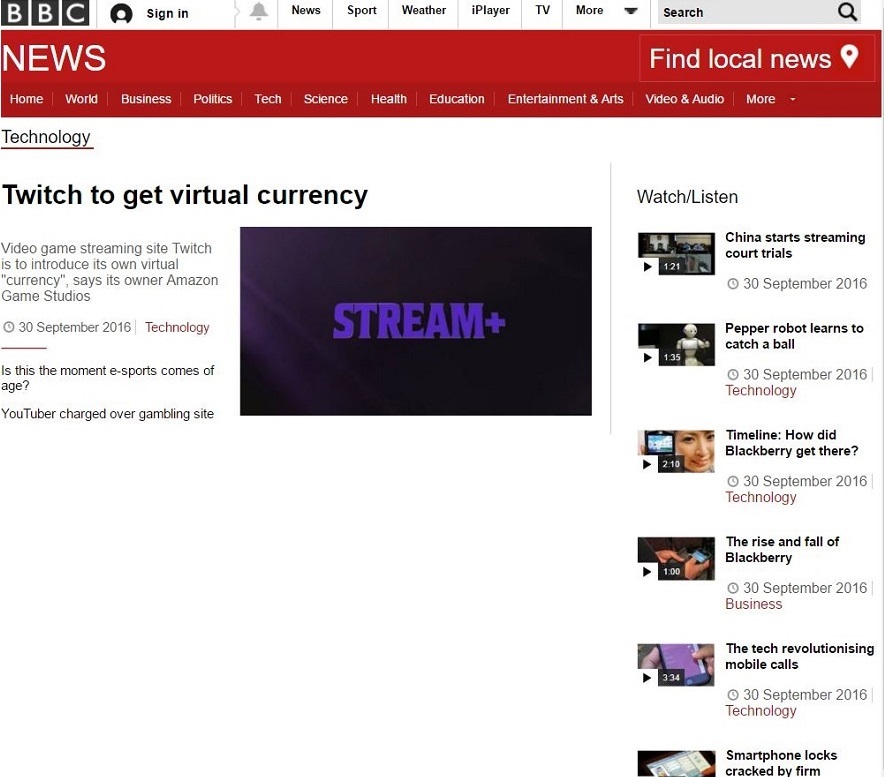 BBC
Sign in
News
Sport
Weather
iPlayer
TV
More
Search
NEWS
Find local news
Home
World
Business
Politics
Tech
Science
Health
Education
Entertainment & Arts
Video & Audio
More
Technology
Twitch to get virtual currency
Video game streaming site Twitch
is to introduce its own virtual
"currency", says its owner Amazon
Game Studios
30 September 2016
Technology
Is this the moment e-sports comes of
age?
YouTuber charged over gambling site
STREAM+
Watch/Listen
1:21
China starts streaming
court trials
30 September 2016
1:35
Pepper robot learns to
catch a ball
30 September 2016
Technology
2:10
Timeline: How did
Blackberry get there?
30 September 2016
Technology
1:00
The rise and fall of
Blackberry
30 September 2016
Business
3:34
The tech revolutionising
mobile calls
30 September 2016
Technology
Smartphone locks
cracked by firm